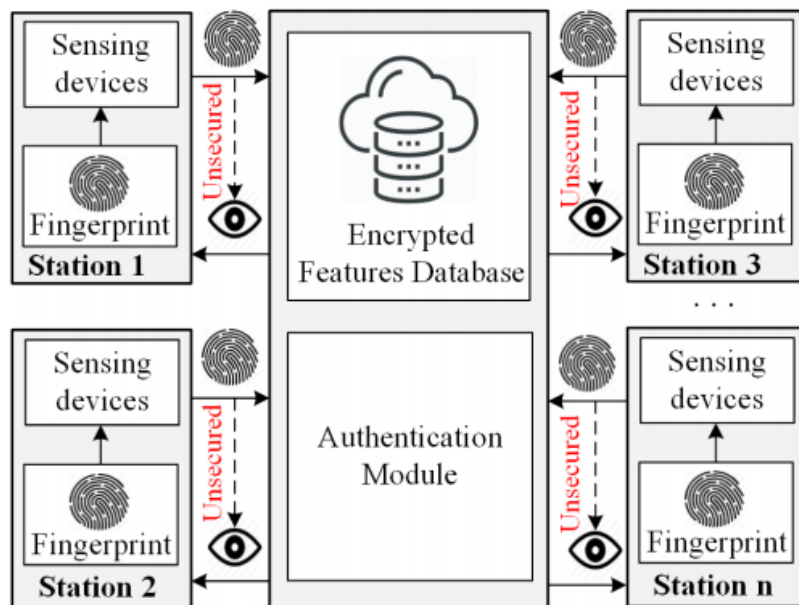 Sensing
devices
Fingerprint
Station 1
Unsecured
Encrypted
Features Database
Unsecured
Sensing
devices
Fingerprint
Station 3
. . .
Sensing
devices
Fingerprint
Station 2
Unsecured
Authentication
Module
Unsecured
Sensing
devices
Fingerprint
Station n